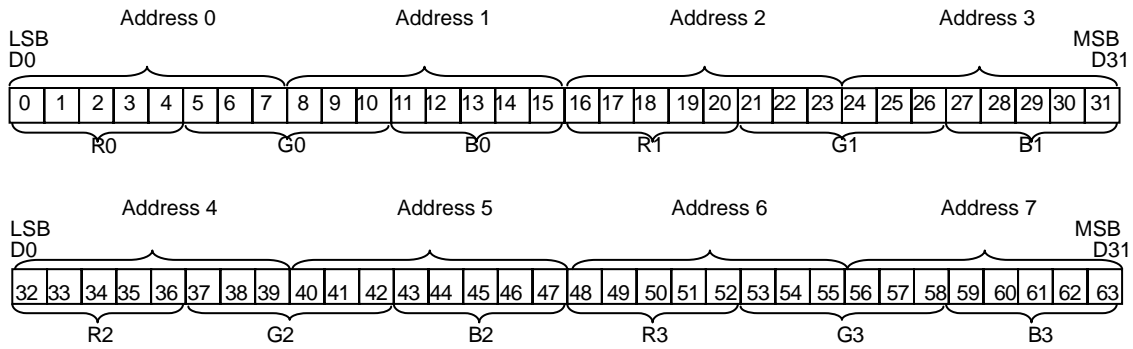 Address 0 Address 1 Address 2 Address 3
LSB MSB
D0 D31
0 1 2 3 4 5 6 7 8 9 10 11 12 13 14 15 16 17 18 19 20 21 22 23 24 25 26 27 28 29 30 31
R0 G0 B0 R1 G1 B1
Address 4 Address 5 Address 6 Address 7
LSB MSB
D0 D31
32 33 34 35 36 37 38 39 40 41 42 43 44 45 46 47 48 49 50 51 52 53 54 55 56 57 58 59 60 61 62 63
R2 G2 B2 R3 G3 B3